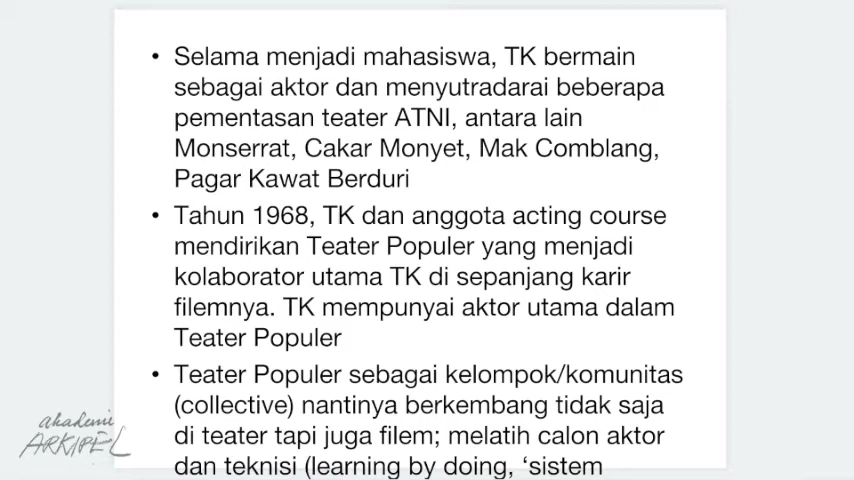 • Selama menjadi mahasiswa, TK bermain
sebagai aktor dan menyutradarai beberapa
pementasan teater ATNI, antara lain
Monserrat, Cakar Monyet, Mak Comblang,
Pagar Kawat Berduri
• Tahun 1968, TK dan anggota acting course
mendirikan Teater Populer yang menjadi
kolaborator utama TK di sepanjang karir
filemnya. TK mempunyai aktor utama dalam
Teater Populer
• Teater Populer sebagai kelompok/komunitas
(collective) nantinya berkembang tidak saja
di teater tapi juga filem; melatih calon aktor
dan teknisi (learning by doing, ‘sistem
akademi
ARKIPEL